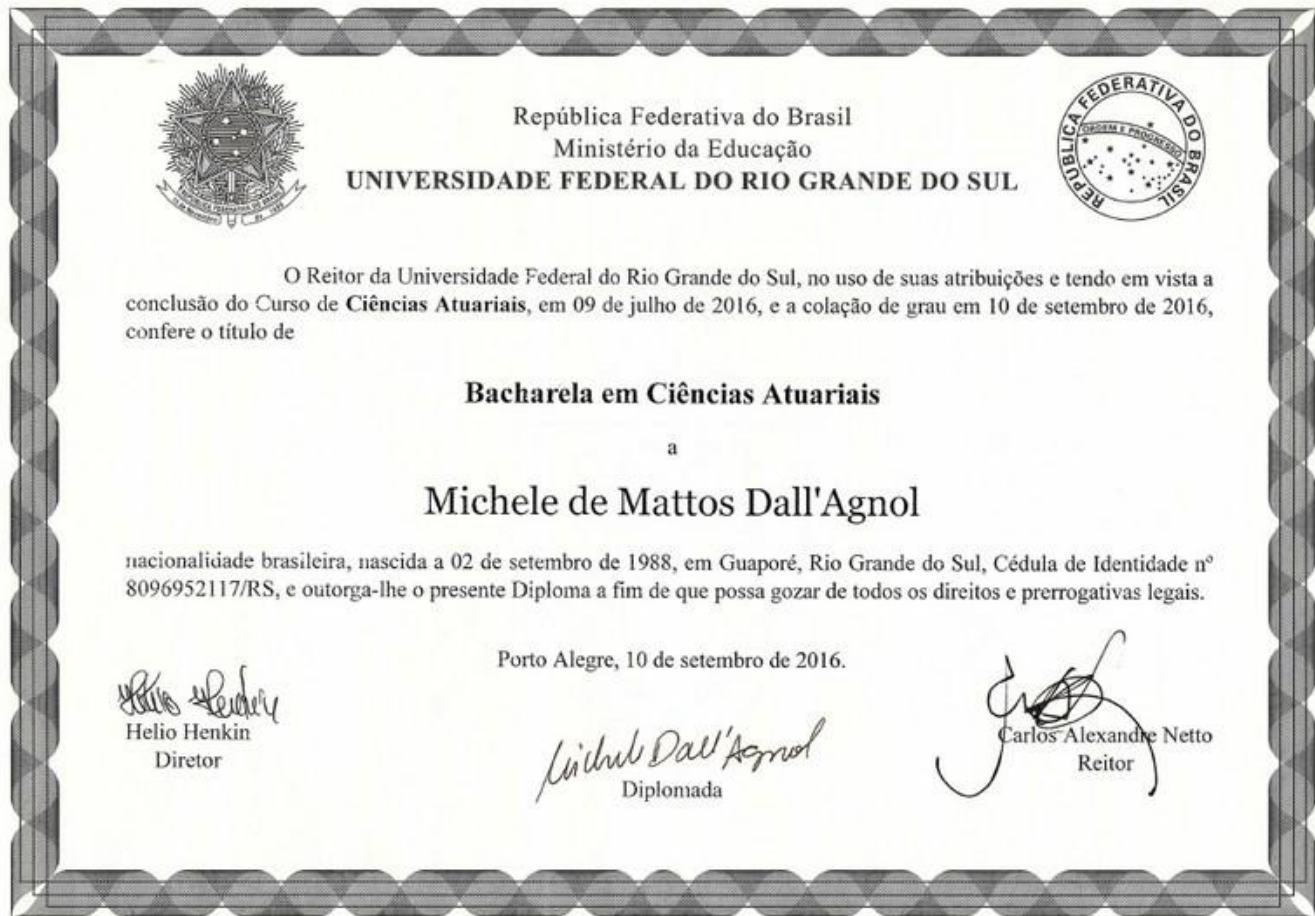 República Federativa do Brasil
Ministério da Educação
UNIVERSIDADE FEDERAL DO RIO GRANDE DO SUL
REPÚBLICA FEDERATIVA DO BRASIL
ORDEM E PROGRESSO
O Reitor da Universidade Federal do Rio Grande do Sul, no uso de suas atribuições e tendo em vista a
conclusão do Curso de Ciências Atuariais, em 09 de julho de 2016, e a colação de grau em 10 de setembro de 2016,
confere o título de
Bacharela em Ciências Atuariais
a
Michele de Mattos Dall'Agnol
nacionalidade brasileira, nascida a 02 de setembro de 1988, em Guaporé, Rio Grande do Sul, Cédula de Identidade nº
8096952117/RS, e outorga-lhe o presente Diploma a fim de que possa gozar de todos os direitos e prerrogativas legais.
Porto Alegre, 10 de setembro de 2016.
Helio Henkin
Diretor
Michele Dall'Agnol
Diplomada
Carlos Alexandre Netto
Reitor